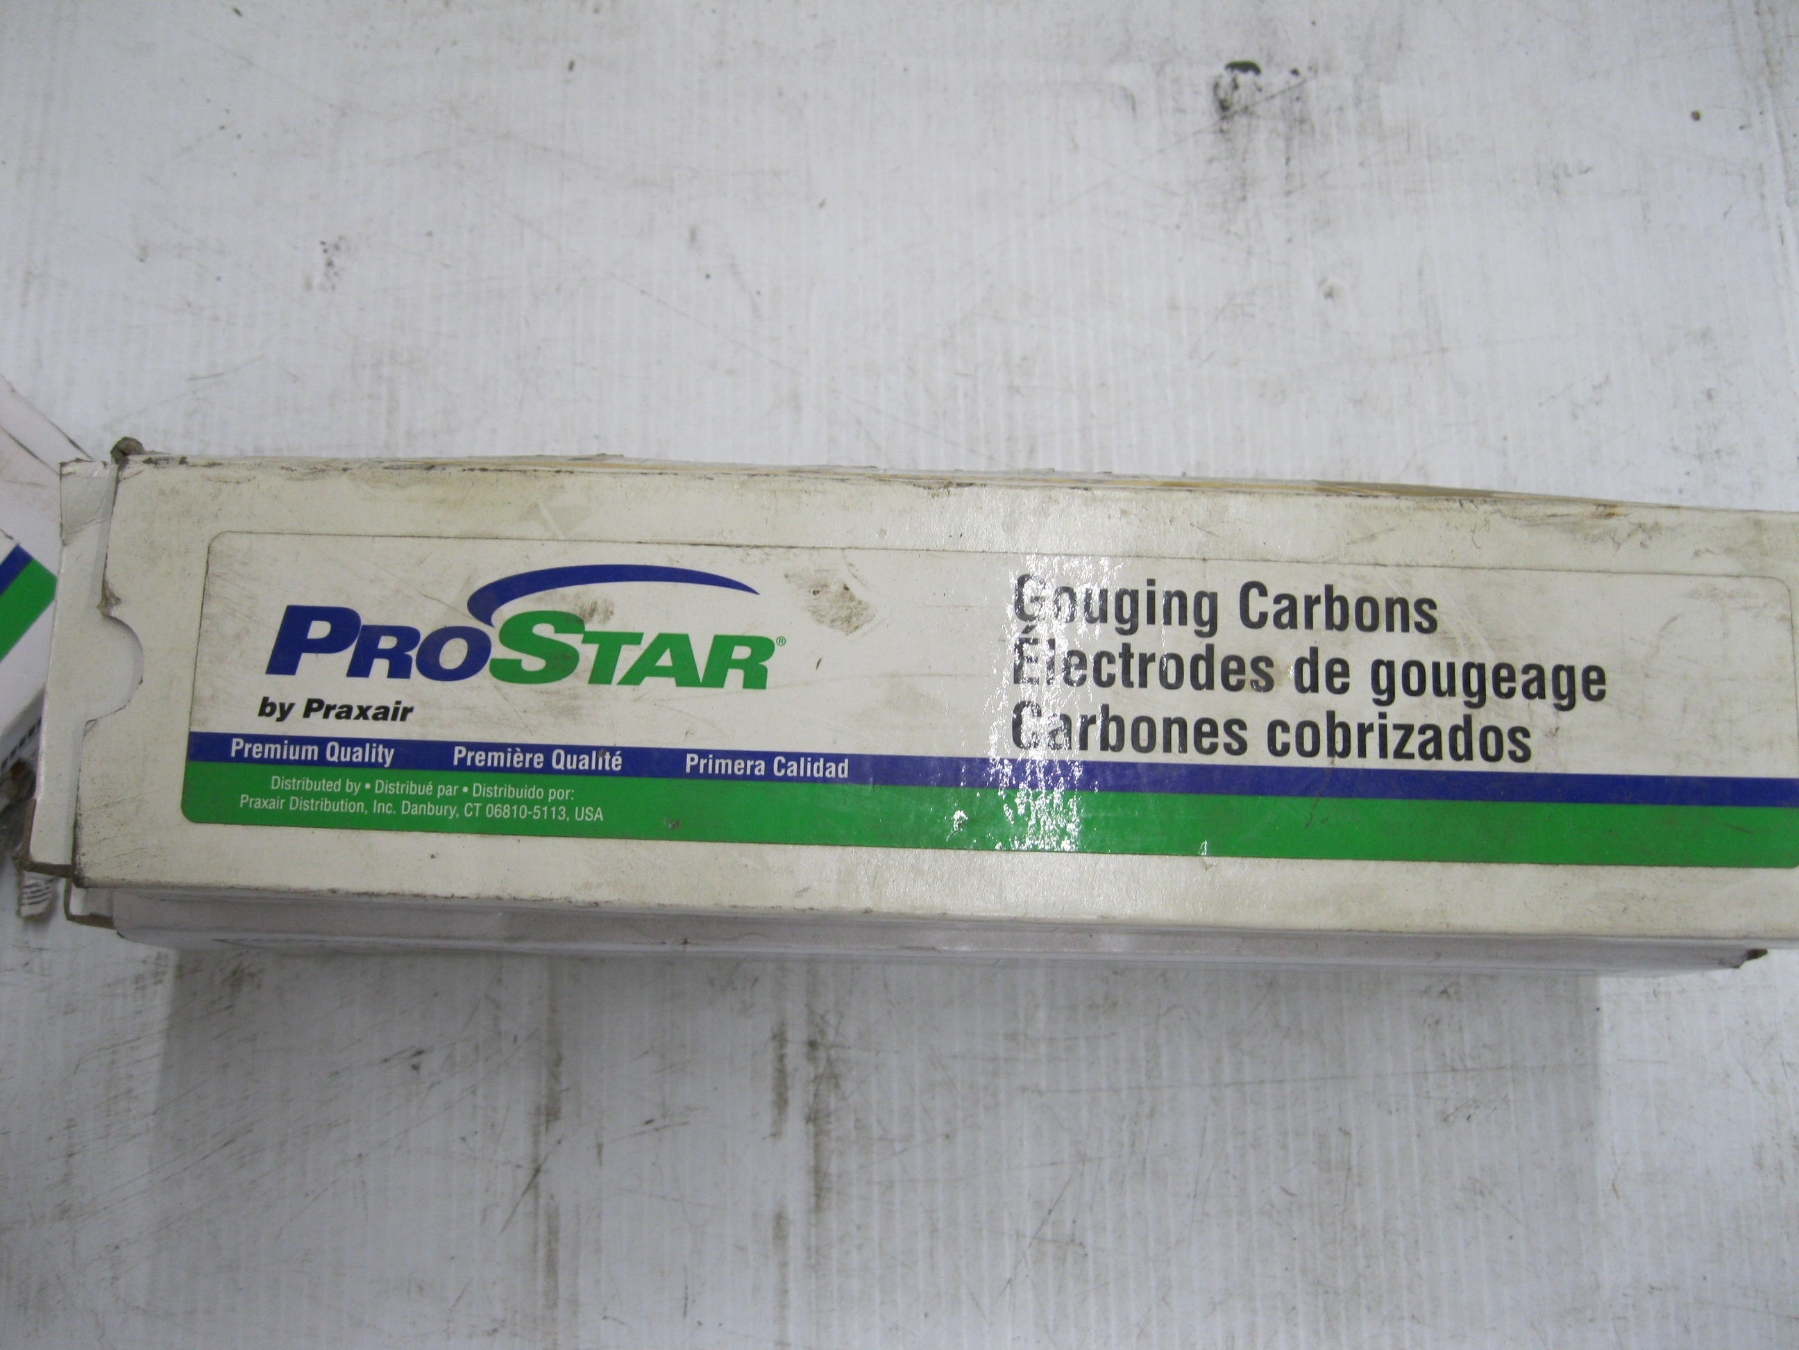 PROSTAR®
by Praxair
Gouging Carbons
Électrodes de gougeage
Carbones cobrizados
Premium Quality Première Qualité Primera Calidad
Distributed by • Distribué par • Distribuido por:
Praxair Distribution, Inc. Danbury, CT 06810-5113, USA